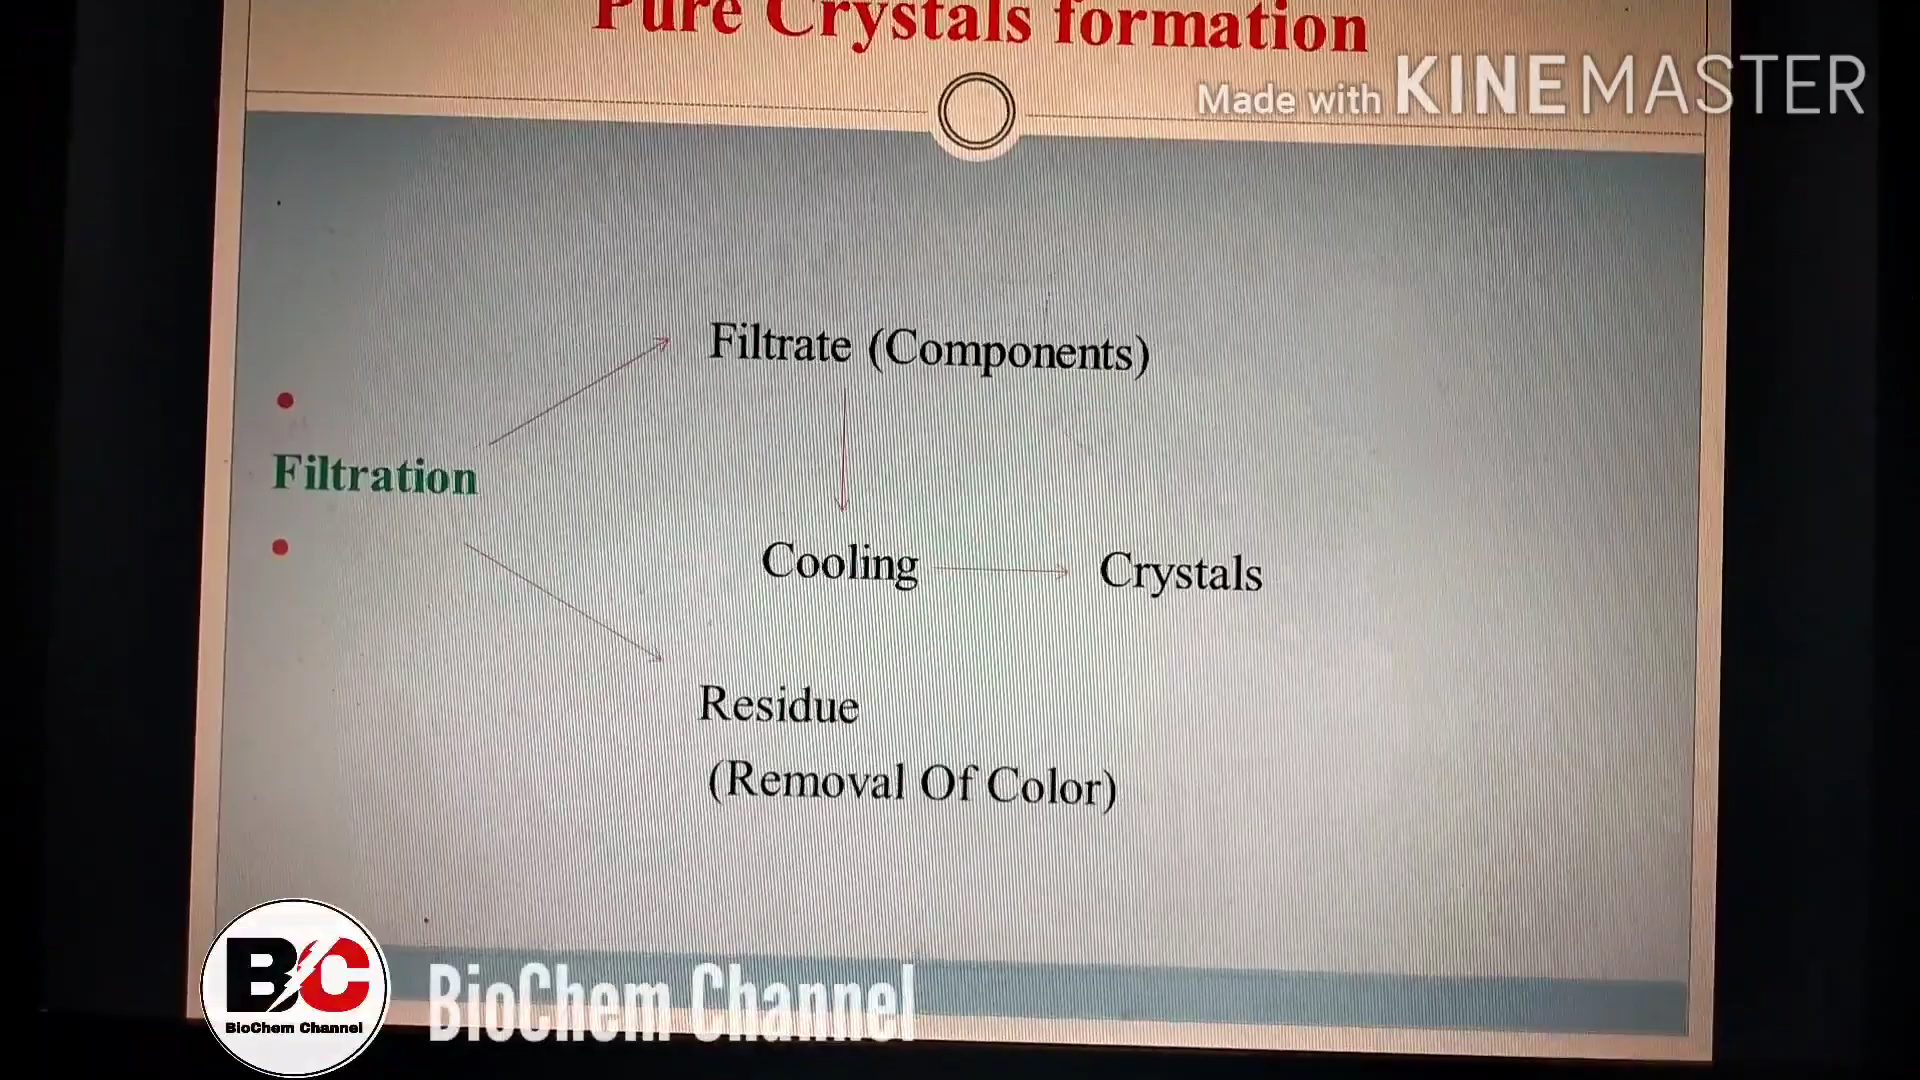 Pure Crystals formation
Made with KINEMASTER
Filtrate (Components)
Filtration
Cooling
Crystals
Residue
(Removal Of Color)
BC
BioChem Channel
BioChem Channel